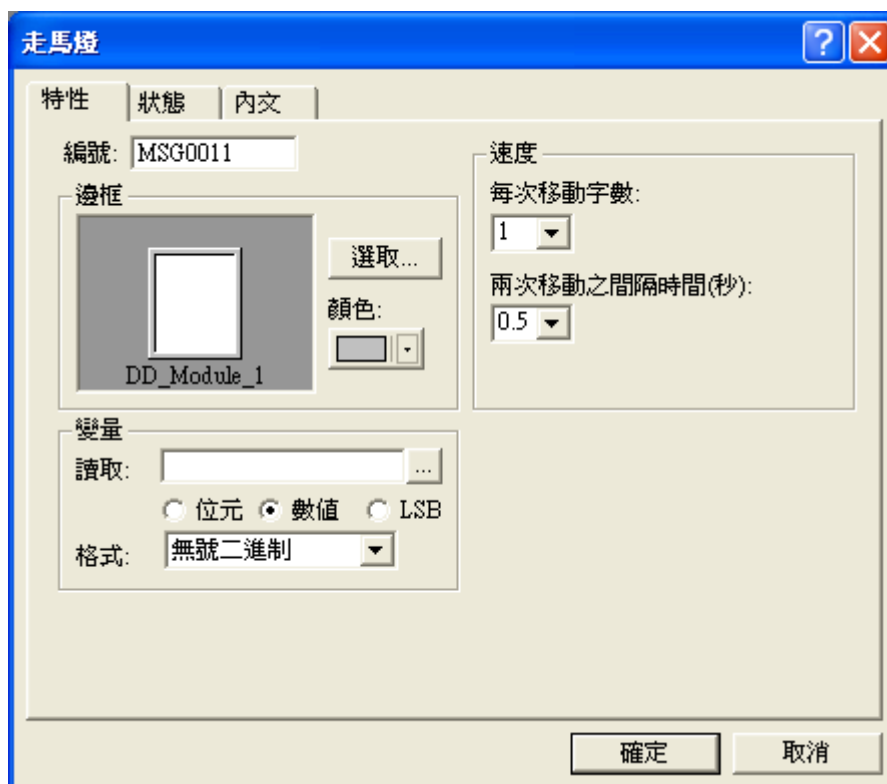 走馬燈
特性
狀態
內文
編號: MSG0011
邊框
DD_Module_1
選取...
顏色:
變量
讀取:
...
位元
數值
LSB
格式: 無號二進制
速度
每次移動字數:
1
兩次移動之間隔時間(秒):
0.5
確定
取消